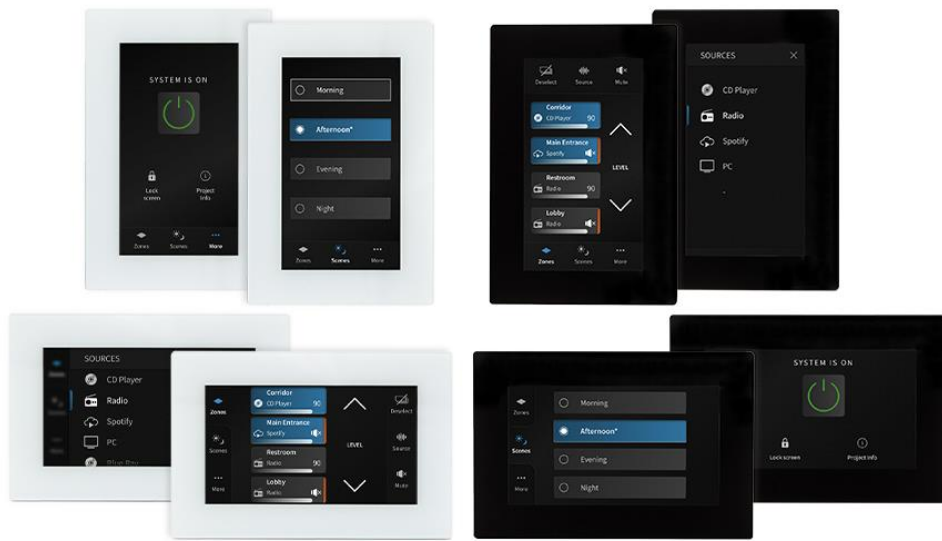 SYSTEM IS ON
Lock screen
Project Info
Zones
Scenes
More
Morning
Afternoon*
Evening
Night
Zones
Scenes
More
Deselect
Source
Mute
Corridor
CD Player 90
Main Entrance
Spotify
LEVEL
Restroom
Radio 90
Lobby
Radio
Zones
Scenes
More
SOURCES
CD Player
Radio
Spotify
PC
SOURCES
CD Player
Radio
Spotify
PC
Blue Ray
Zones
Scenes
More
Corridor
CD Player 90
Main Entrance
Spotify
LEVEL
Restroom
Radio 90
Lobby
Radio
Deselect
Source
Mute
Zones
Scenes
More
Morning
Afternoon*
Evening
Night
SYSTEM IS ON
Lock screen
Project Info